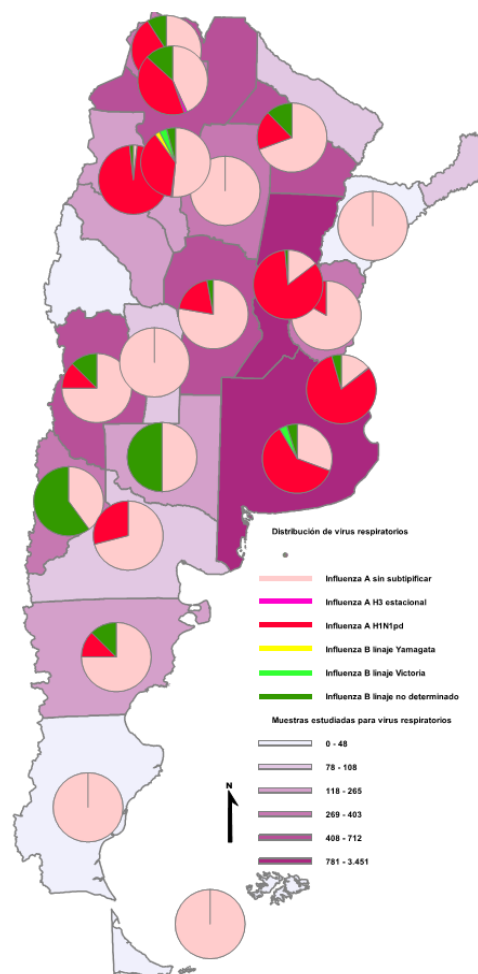 Distribución de virus respiratorios
Influenza A sin subtipificar
Influenza A H3 estacional
Influenza A H1N1pd
Influenza B linaje Yamagata
Influenza B linaje Victoria
Influenza B linaje no determinado
Muestras estudiadas para virus respiratorios
0 - 48
78 - 108
118 - 265
269 - 403
408 - 712
781 - 3.451
N